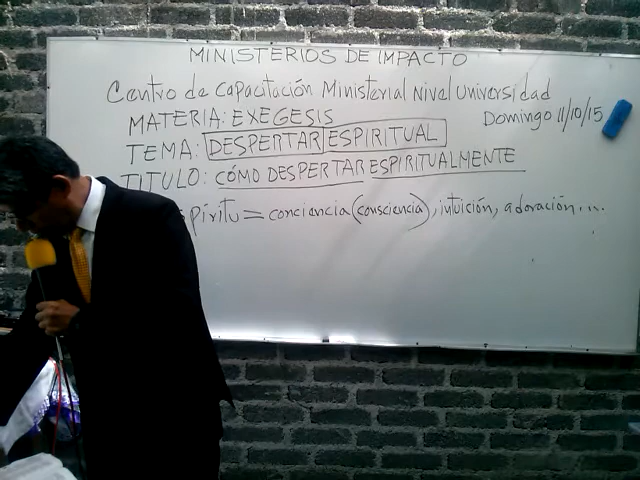 MINISTERIOS DE IMPACTO
Centro de Capacitación Ministerial Nivel Universidad
MATERIA: EXEGESIS
Domingo 11/10/15
TEMA: DESPERTAR ESPIRITUAL
TITULO: CÓMO DESPERTAR ESPIRITUALMENTE
píritu = conciencia (consciencia), intuición, adoración...